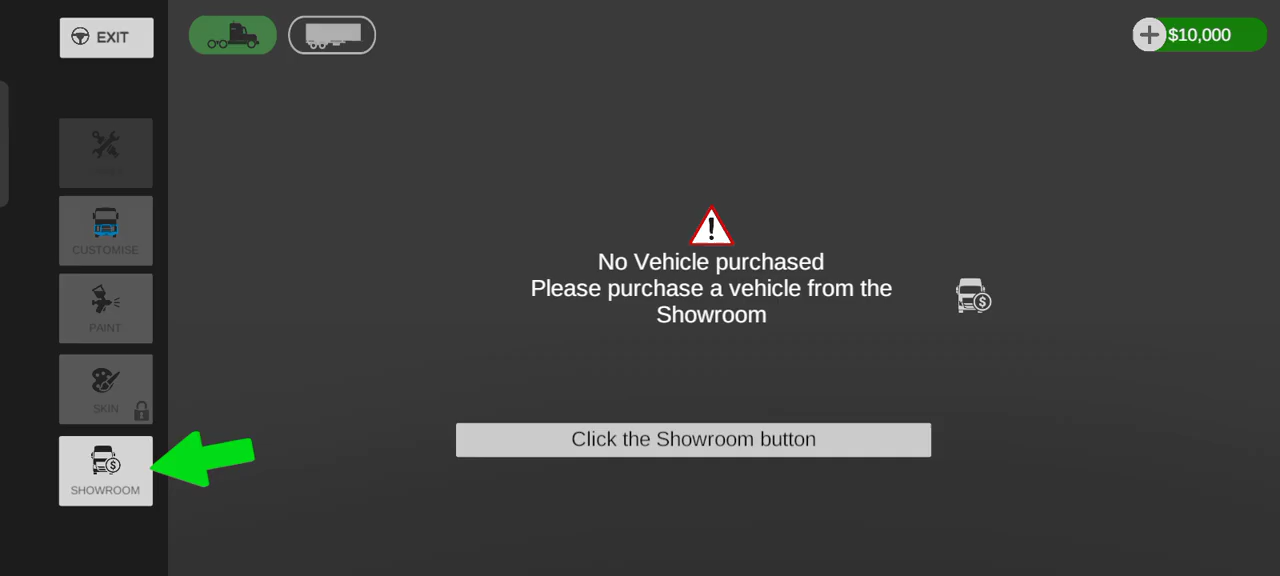 EXIT
$10,000
CUSTOMISE
PAINT
SKIN
SHOWROOM
No Vehicle purchased
Please purchase a vehicle from the
Showroom
Click the Showroom button